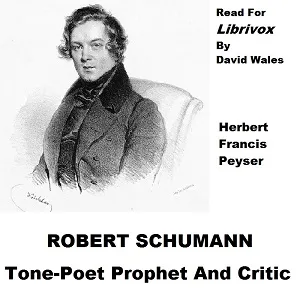 Read For
Librivox
By
David Wales
Herbert
Francis
Peyser
ROBERT SCHUMANN
Tone-Poet Prophet And Critic